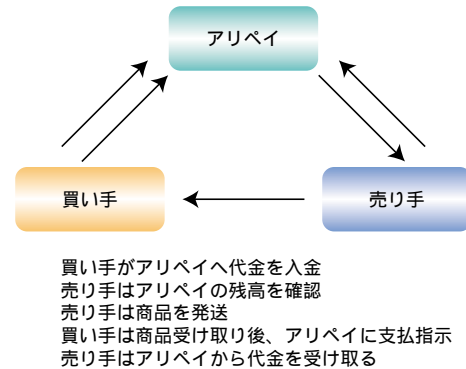 アリペイ
買い手
売り手
買い手がアリペイへ代金を入金
売り手はアリペイの残高を確認
売り手は商品を発送
買い手は商品受け取り後、アリペイに支払指示
売り手はアリペイから代金を受け取る